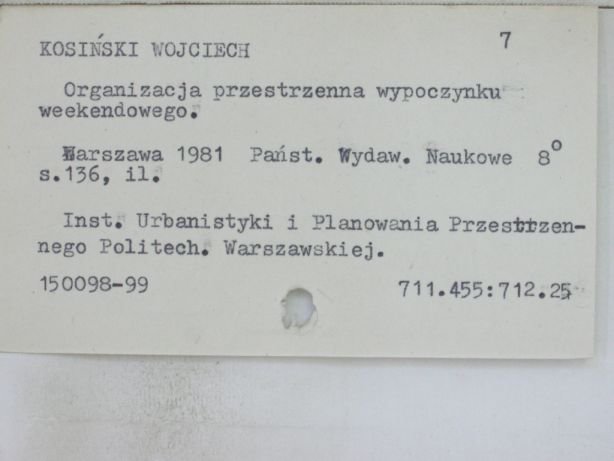 7
KOSIŃSKI WOJCIECH
Organizacja przestrzenna wypoczynku
weekendowego.
Warszawa 1981 Państ. Wydaw. Naukowe 8°
s.136, il.
Inst. Urbanistyki i Planowania Przestrzen-
nego Politech. Warszawskiej.
150098-99 711.455:712.25